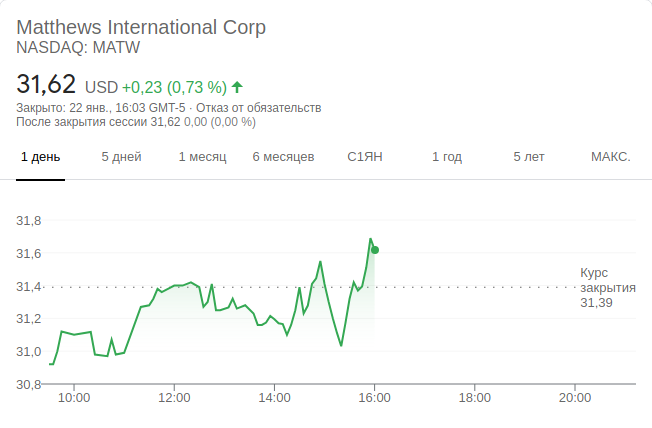 Matthews International Corp
NASDAQ: MATW
31,62 USD +0,23 (0,73 %)
Закрыто: 22 янв., 16:03 GMT-5 · Отказ от обязательств
После закрытия сессии 31,62 0,00 (0,00 %)
1 день 5 дней 1 месяц 6 месяцев С1ЯН 1 год 5 лет МАКС.
31,8
31,6
31,4
31,2
31,0
30,8
Курс
закрытия
31,39
10:00 12:00 14:00 16:00 18:00 20:00